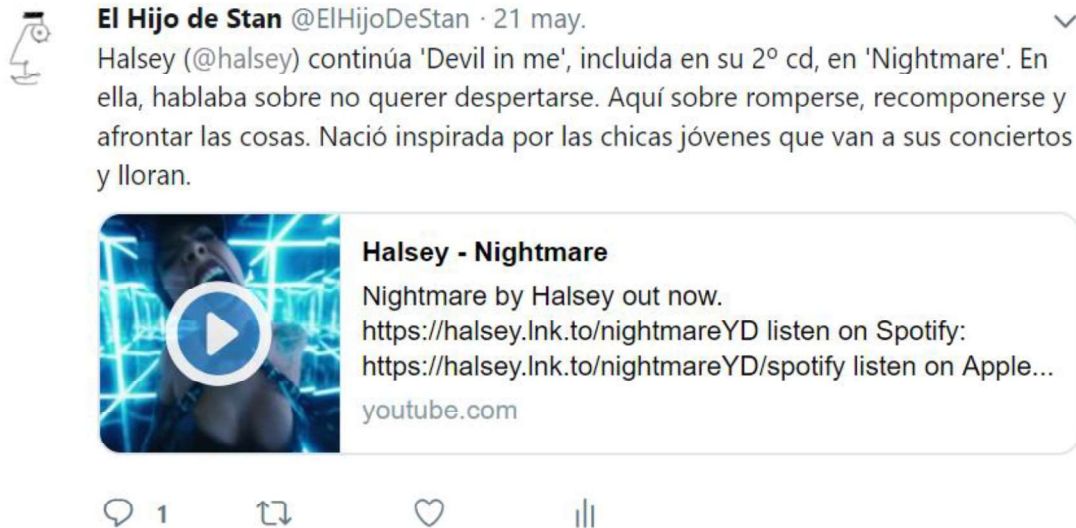 El Hijo de Stan @ElHijoDeStan · 21 may.
Halsey (@halsey) continúa 'Devil in me', incluida en su 2º cd, en 'Nightmare'. En
ella, hablaba sobre no querer despertarse. Aquí sobre romperse, recomponerse y
afrontar las cosas. Nació inspirada por las chicas jóvenes que van a sus conciertos
y lloran.
Halsey - Nightmare
Nightmare by Halsey out now.
https://halsey.lnk.to/nightmareYD listen on Spotify:
https://halsey.lnk.to/nightmareYD/spotify listen on Apple...
youtube.com
1